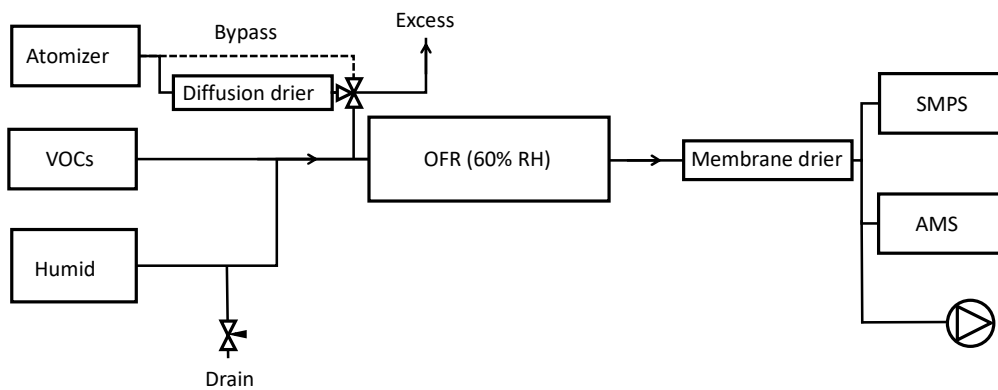 Excess
Bypass
Atomizer
Diffusion drier
SMPS
VOCs
OFR (60% RH)
Membrane drier
AMS
Humid
Drain